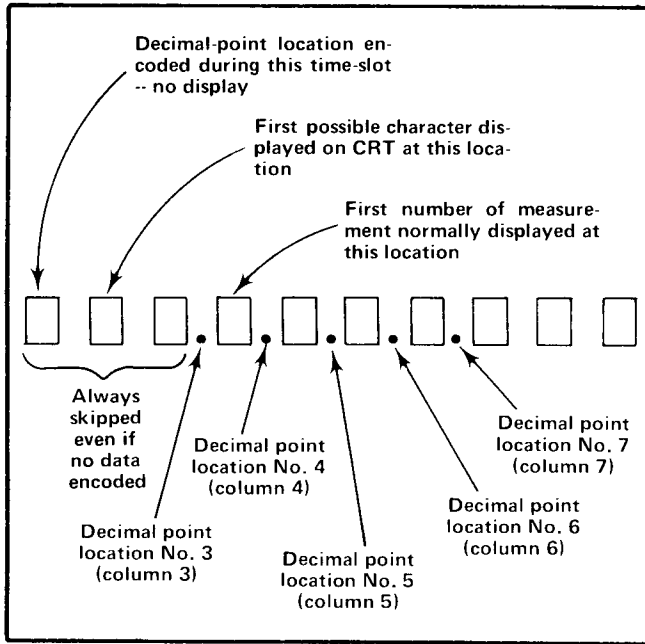 Decimal-point location en-
coded during this time-slot
-- no display
First possible character dis-
played on CRT at this loca-
tion
First number of measure-
ment normally displayed at
this location
Always
skipped
even if
no data
encoded
Decimal point
location No. 3
(column 3)
Decimal point
location No. 4
(column 4)
Decimal point
location No. 5
(column 5)
Decimal point
location No. 6
(column 6)
Decimal point
location No. 7
(column 7)